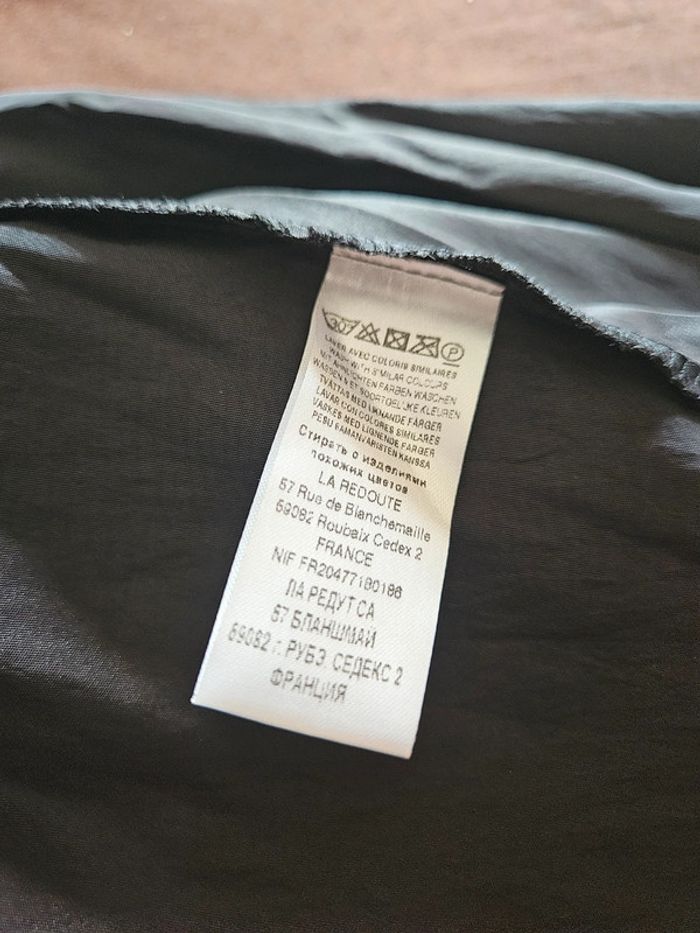 30°
P
LAVER AVEC COLORIS SIMILAIRES
WASH WITH SIMILAR COLOURS
MIT ÄHNLICHEN FARBEN WASCHEN
WASSEN MET SOORTGELIJKE KLEUREN
TVÄTTAS MED LIKNANDE FÄRGER
LAVAR CON COLORES SIMILARES
VASKES MED LIGNENDE FARGER
PESU SAMANVÄRISTEN KANSSA
Стирать с изделиями
похожих цветов
LA REDOUTE
57 Rue de Blanchemaille
59082 Roubaix Cedex 2
FRANCE
NIF FR20477180186
ЛА РЕДУТ СА
57 БЛАНШМАЙ
59082 г. РУБЭ, СЕДЕКС 2
ФРАНЦИЯ